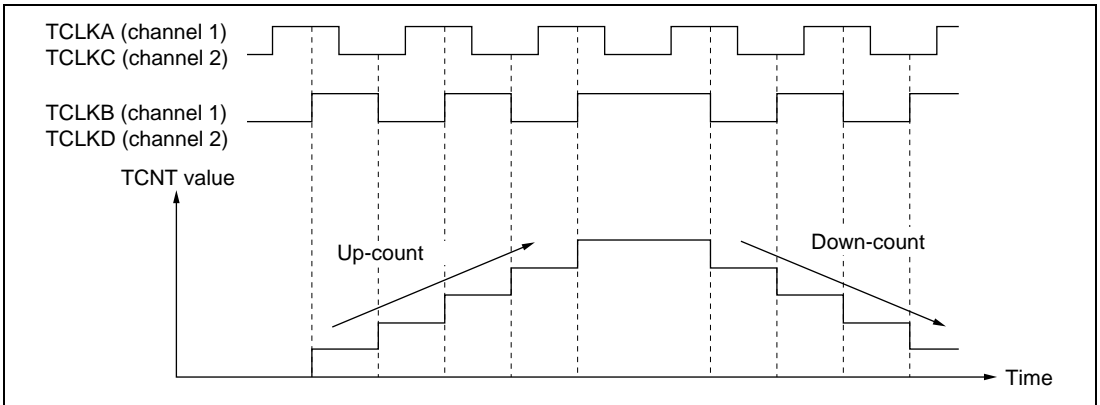 TCLKA (channel 1)
TCLKC (channel 2)
TCLKB (channel 1)
TCLKD (channel 2)
TCNT value
Up-count
Down-count
Time